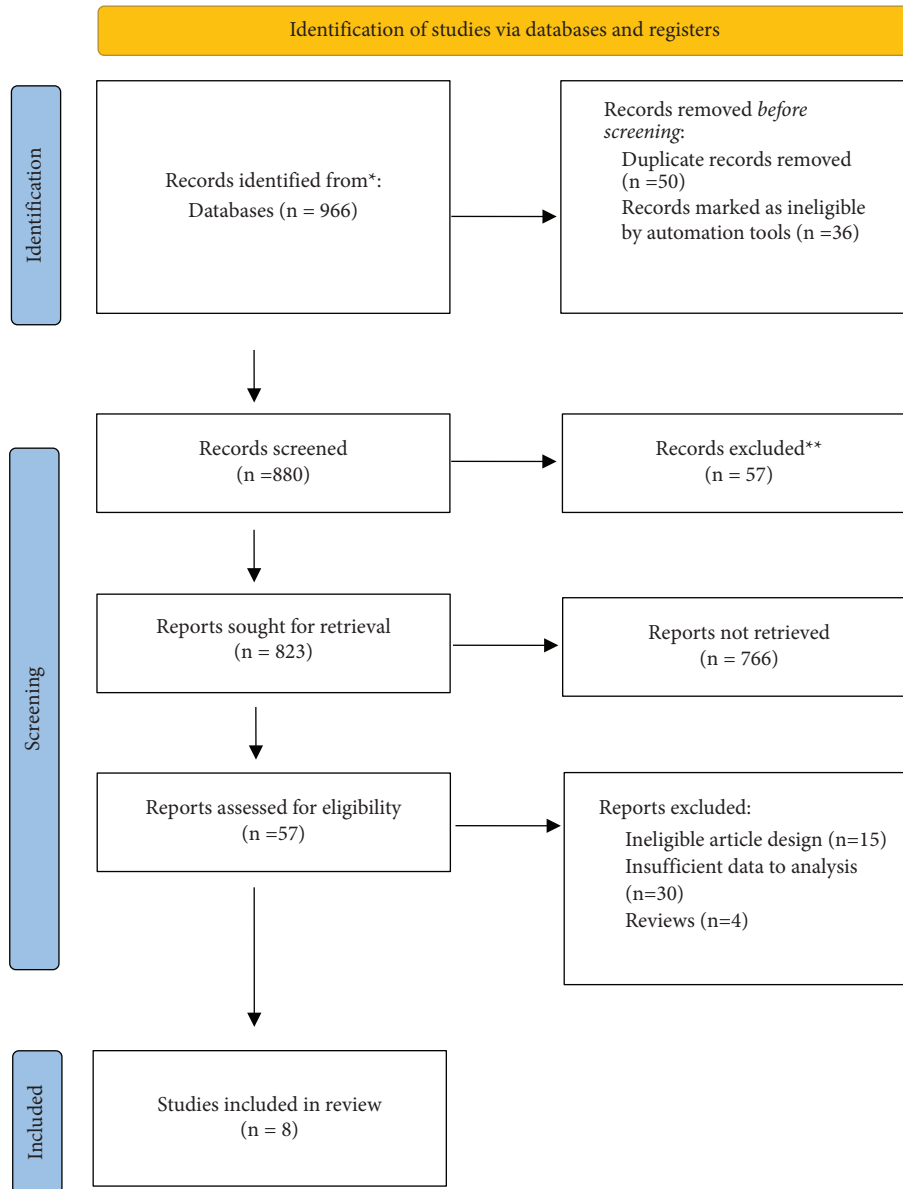 Identification of studies via databases and registers
Identification
Records identified from*:
Databases (n = 966)
Records removed before
screening:
Duplicate records removed
(n =50)
Records marked as ineligible
by automation tools (n =36)
Screening
Records screened
(n =880)
Records excluded**
(n = 57)
Reports sought for retrieval
(n = 823)
Reports not retrieved
(n = 766)
Reports assessed for eligibility
(n =57)
Reports excluded:
Ineligible article design (n=15)
Insufficient data to analysis
(n=30)
Reviews (n=4)
Included
Studies included in review
(n = 8)